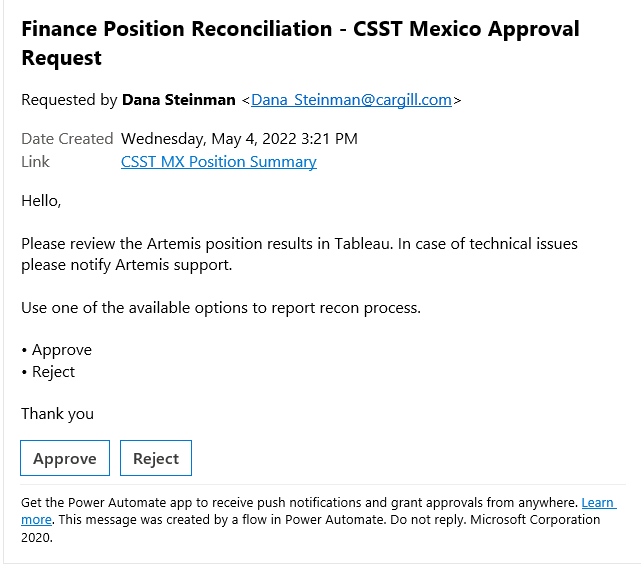 Finance Position Reconciliation - CSST Mexico Approval
Request
Requested by Dana Steinman <Dana_Steinman@cargill.com>
Date Created Wednesday, May 4, 2022 3:21 PM
Link CSST MX Position Summary
Hello,
Please review the Artemis position results in Tableau. In case of technical issues
please notify Artemis support.
Use one of the available options to report recon process.
• Approve
• Reject
Thank you
Approve Reject
Get the Power Automate app to receive push notifications and grant approvals from anywhere. Learn
more. This message was created by a flow in Power Automate. Do not reply. Microsoft Corporation
2020.